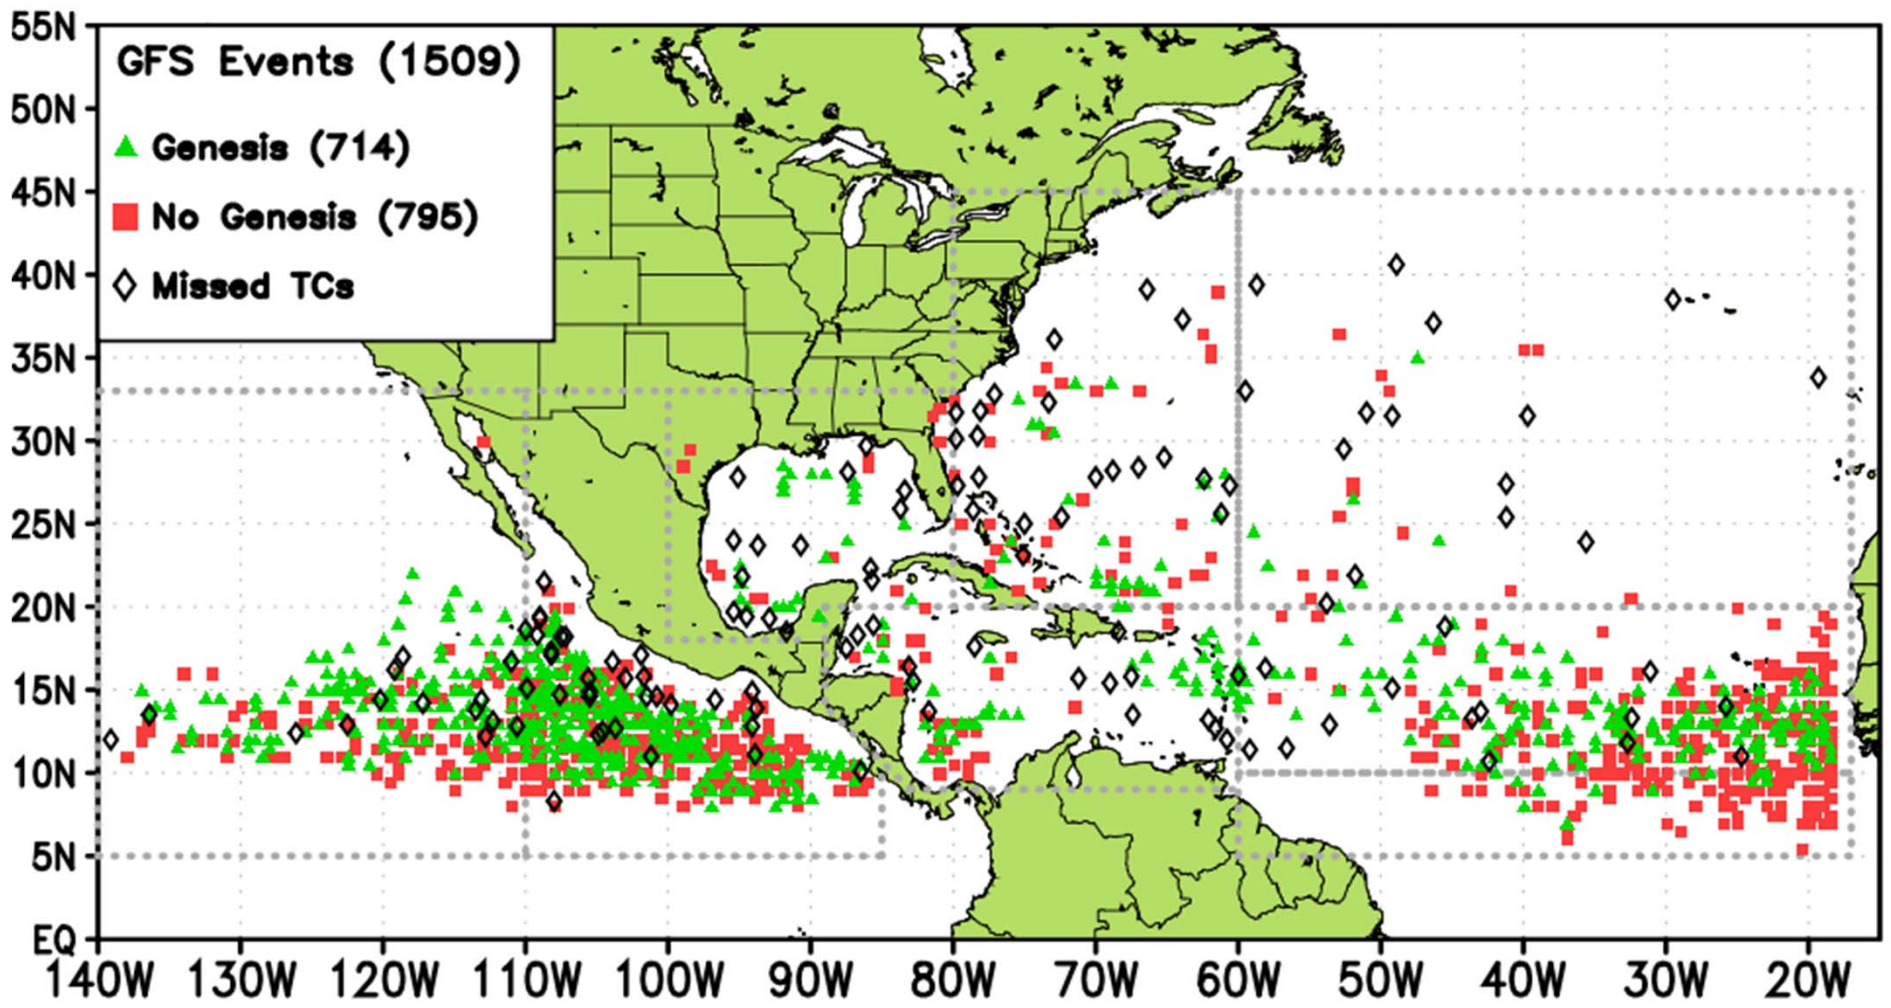 GFS Events (1509)
Genesis (714)
No Genesis (795)
Missed TCs
55N
50N
45N
40N
35N
30N
25N
20N
15N
10N
5N
EQ
140W 130W 120W 110W 100W 90W 80W 70W 60W 50W 40W 30W 20W